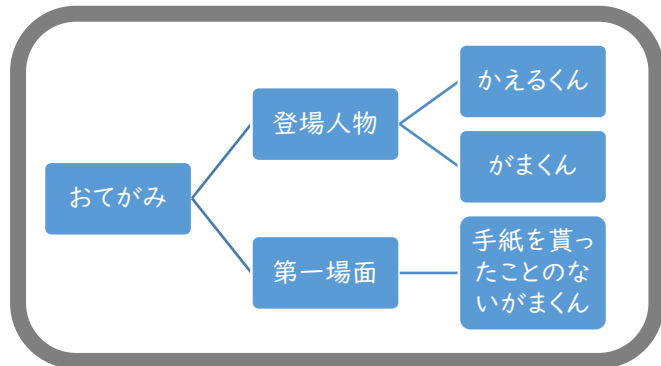 おてがみ
登場人物
かえるくん
がまくん
第一場面
手紙を貰っ
たことのな
いがまくん